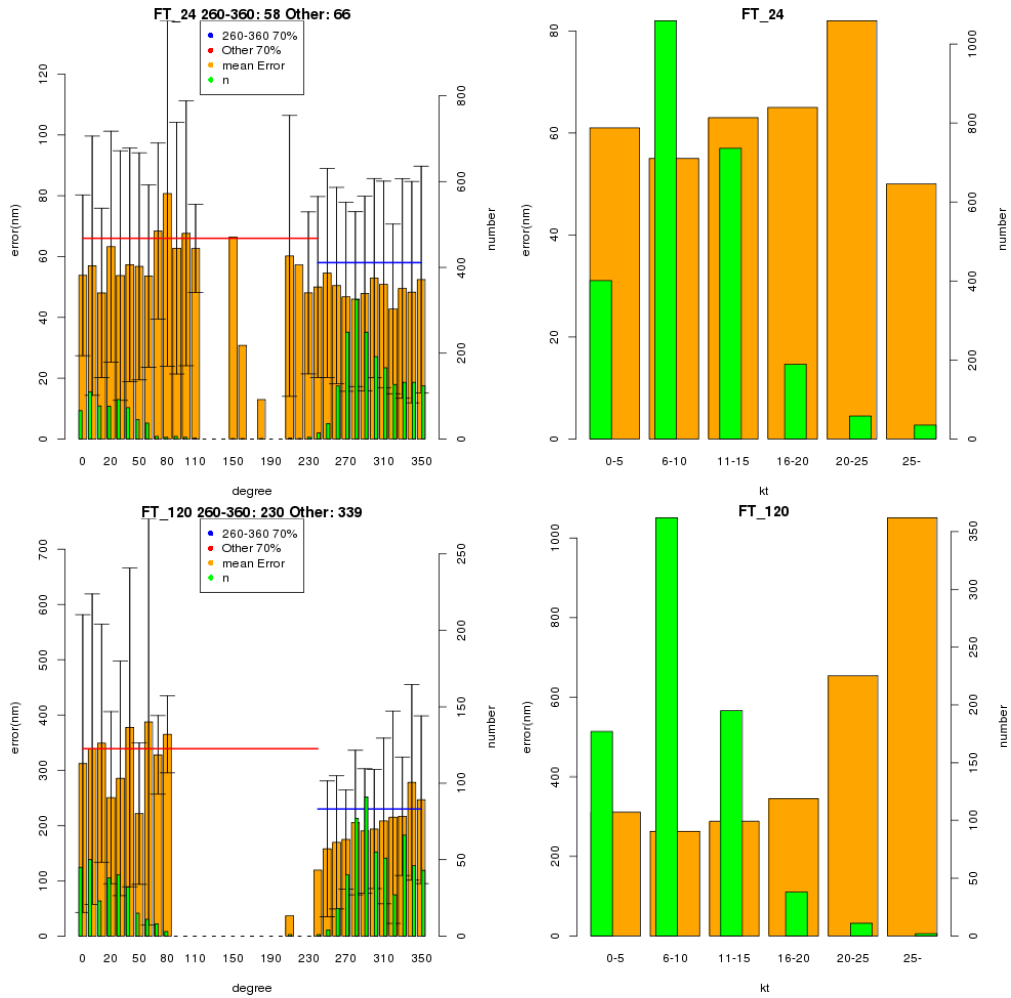 FT_24 260-360: 58 Other: 66
260-360 70%
Other 70%
mean Error
n
error(nm)
0 20 40 60 80 100 120
number
0 200 400 600 800
0 20 50 80 110 150 190 230 270 310 350
degree
FT_24
error(nm)
0 20 40 60 80
number
0 200 400 600 800 1000
0-5 6-10 11-15 16-20 20-25 25-
kt
FT_120 260-360: 230 Other: 339
260-360 70%
Other 70%
mean Error
n
error(nm)
0 100 200 300 400 500 600 700
number
0 50 100 150 200 250
0 20 50 80 110 150 190 230 270 310 350
degree
FT_120
error(nm)
0 200 400 600 800 1000
number
0 50 100 150 200 250 300 350
0-5 6-10 11-15 16-20 20-25 25-
kt